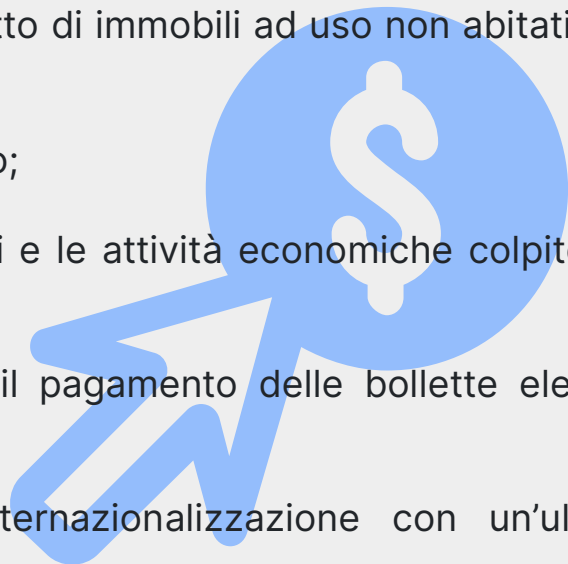 tto di immobili ad uso non abitati
o;
i e le attività economiche colpite
il pagamento delle bollette ele
ternazionalizzazione con un’ul